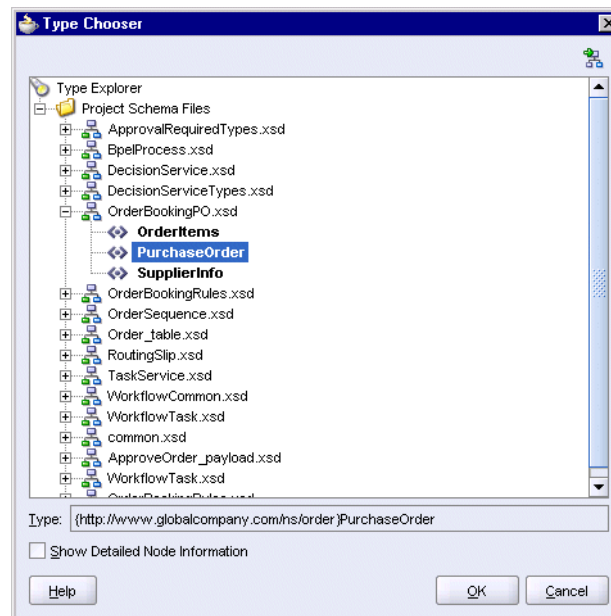 Type Chooser
Type Explorer
Project Schema Files
ApprovalRequiredTypes.xsd
BpelProcess.xsd
DecisionService.xsd
DecisionServiceTypes.xsd
OrderBookingPO.xsd
OrderItems
PurchaseOrder
SupplierInfo
OrderBookingRules.xsd
OrderSequence.xsd
Order_table.xsd
RoutingSlip.xsd
TaskService.xsd
WorkflowCommon.xsd
WorkflowTask.xsd
common.xsd
ApproveOrder_payload.xsd
WorkflowTask.xsd
OrderBookingRules.xsd
Type: {http://www.globalcompany.com/ns/order}PurchaseOrder
Show Detailed Node Information
Help OK Cancel